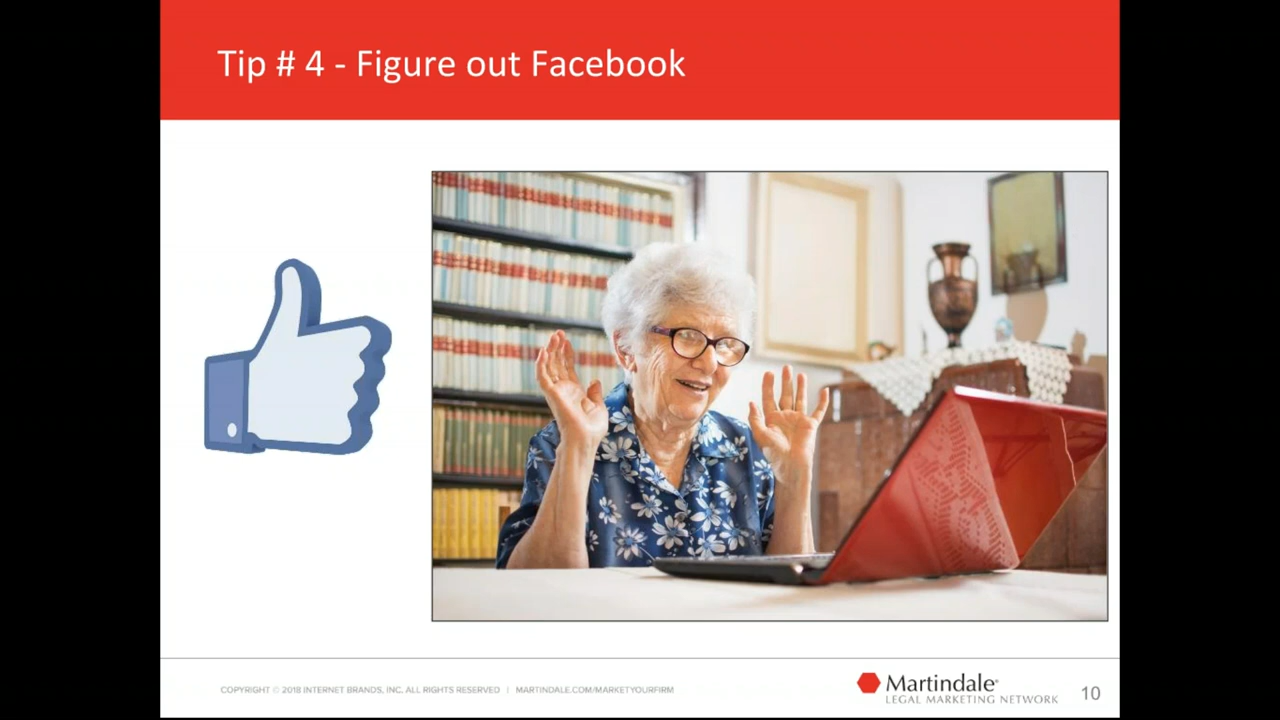 Tip # 4 - Figure out Facebook
COPYRIGHT © 2018 INTERNET BRANDS, INC. ALL RIGHTS RESERVED | MARTINDALE.COM/MARKETYOURFIRM
Martindale®
LEGAL MARKETING NETWORK
10